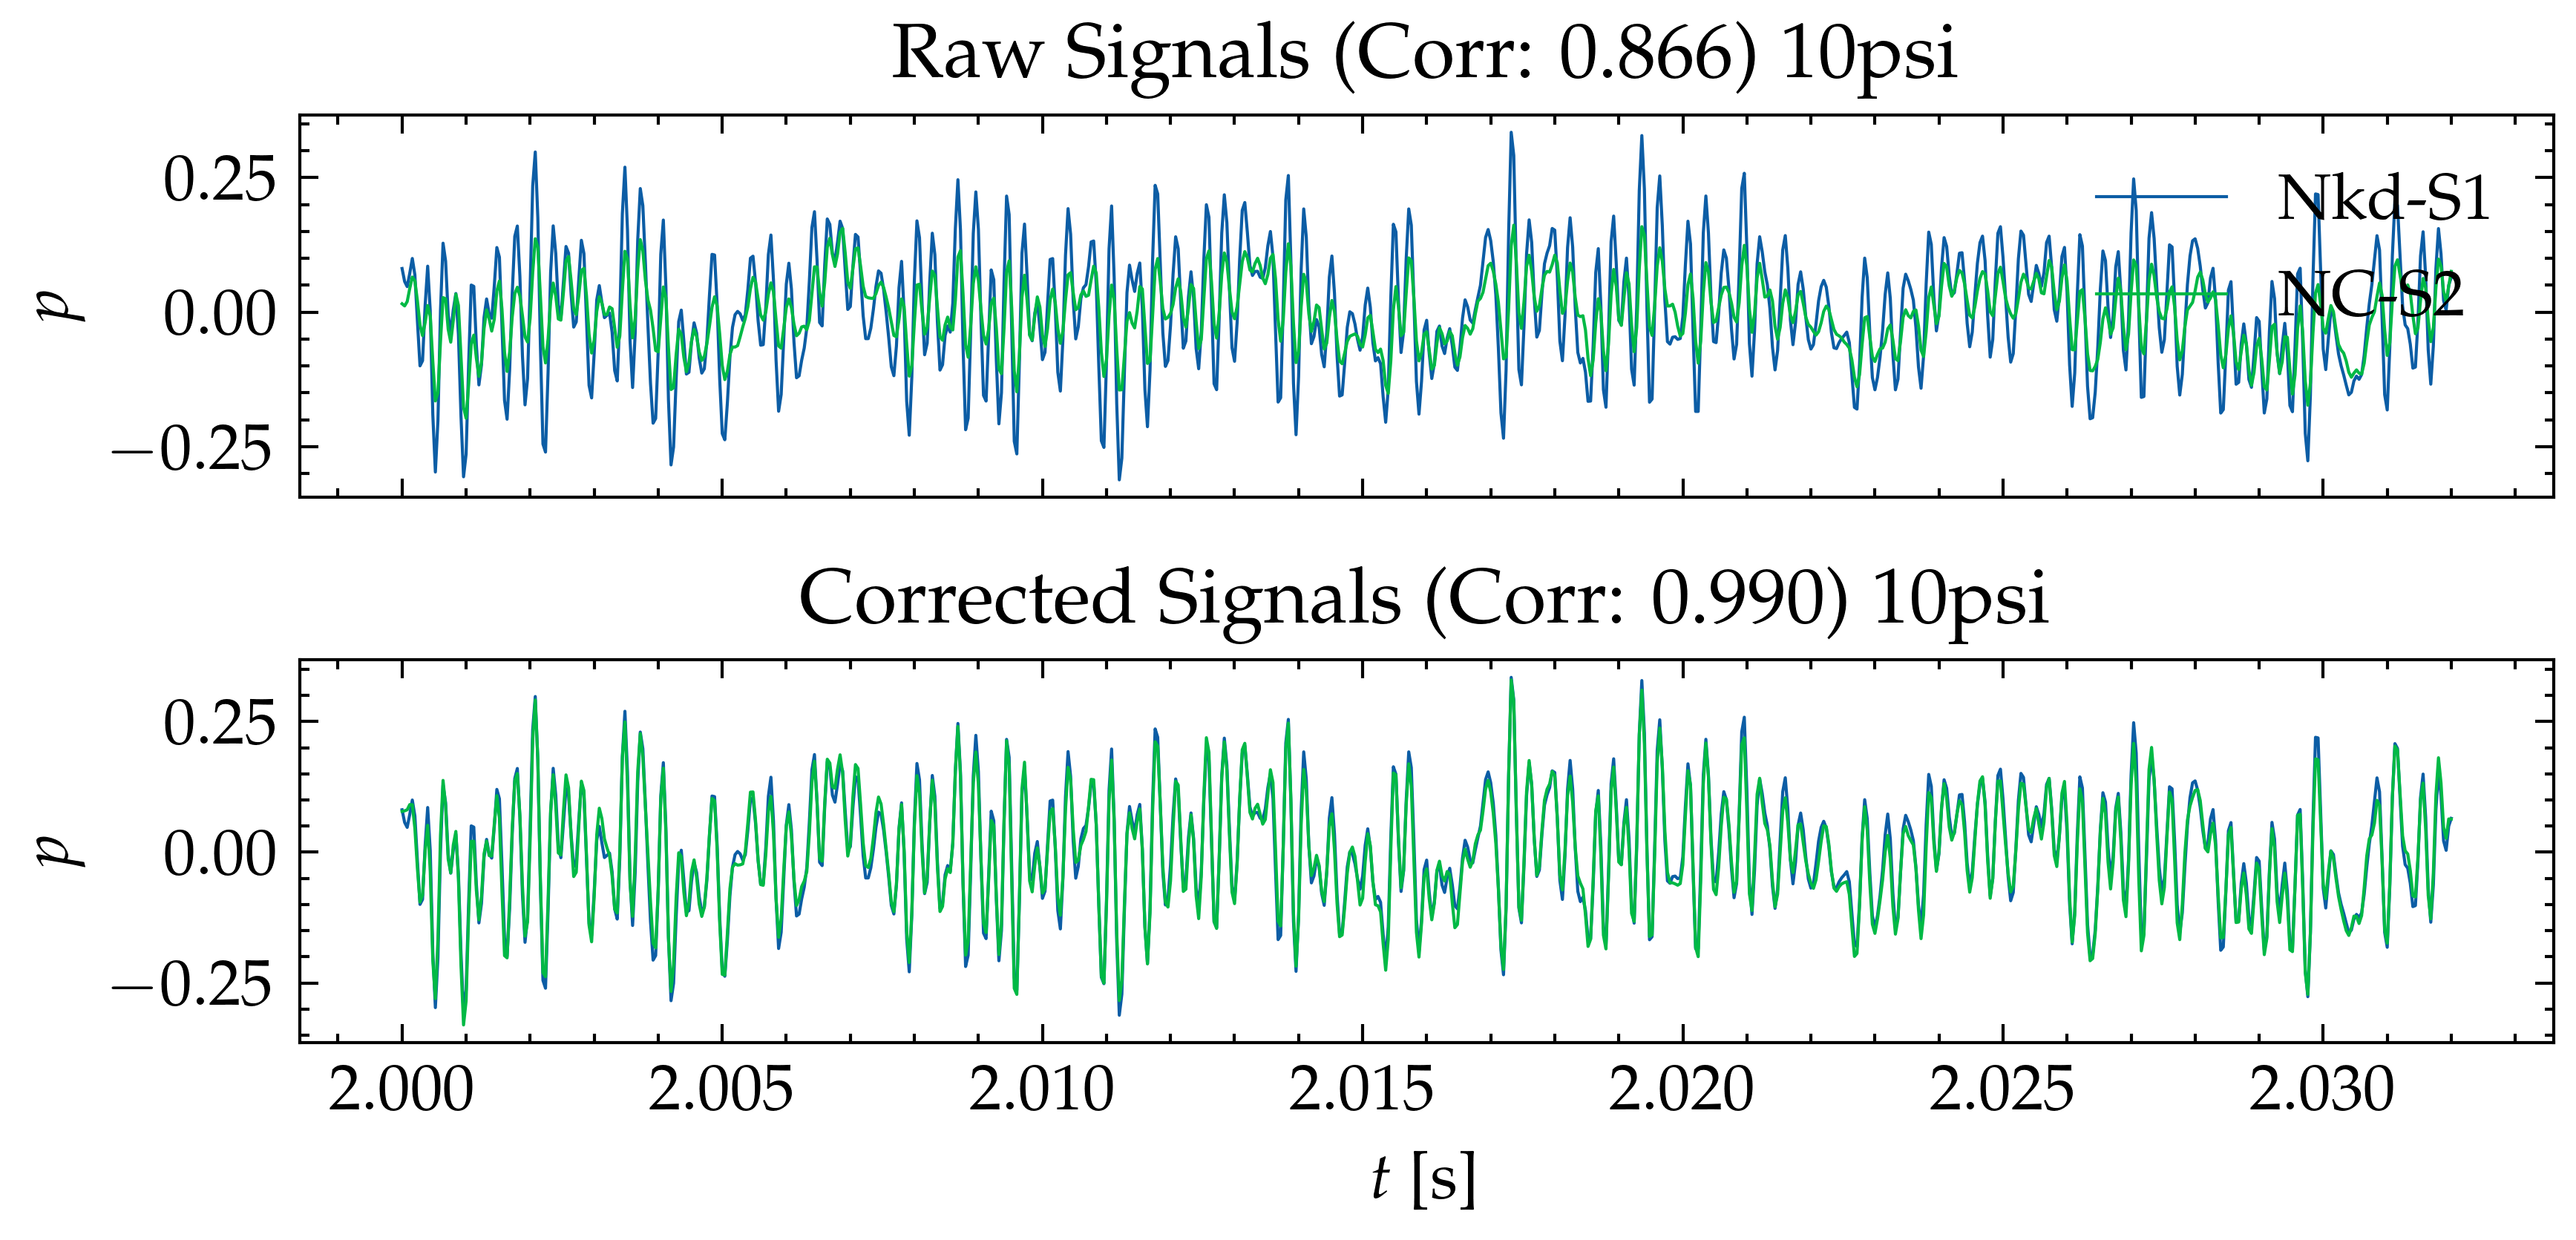 Raw Signals (Corr: 0.866) 10psi
0.25
0.00
−0.25
p
Nkd-S1
NC-S2
Corrected Signals (Corr: 0.990) 10psi
0.25
0.00
−0.25
p
2.000 2.005 2.010 2.015 2.020 2.025 2.030
t [s]